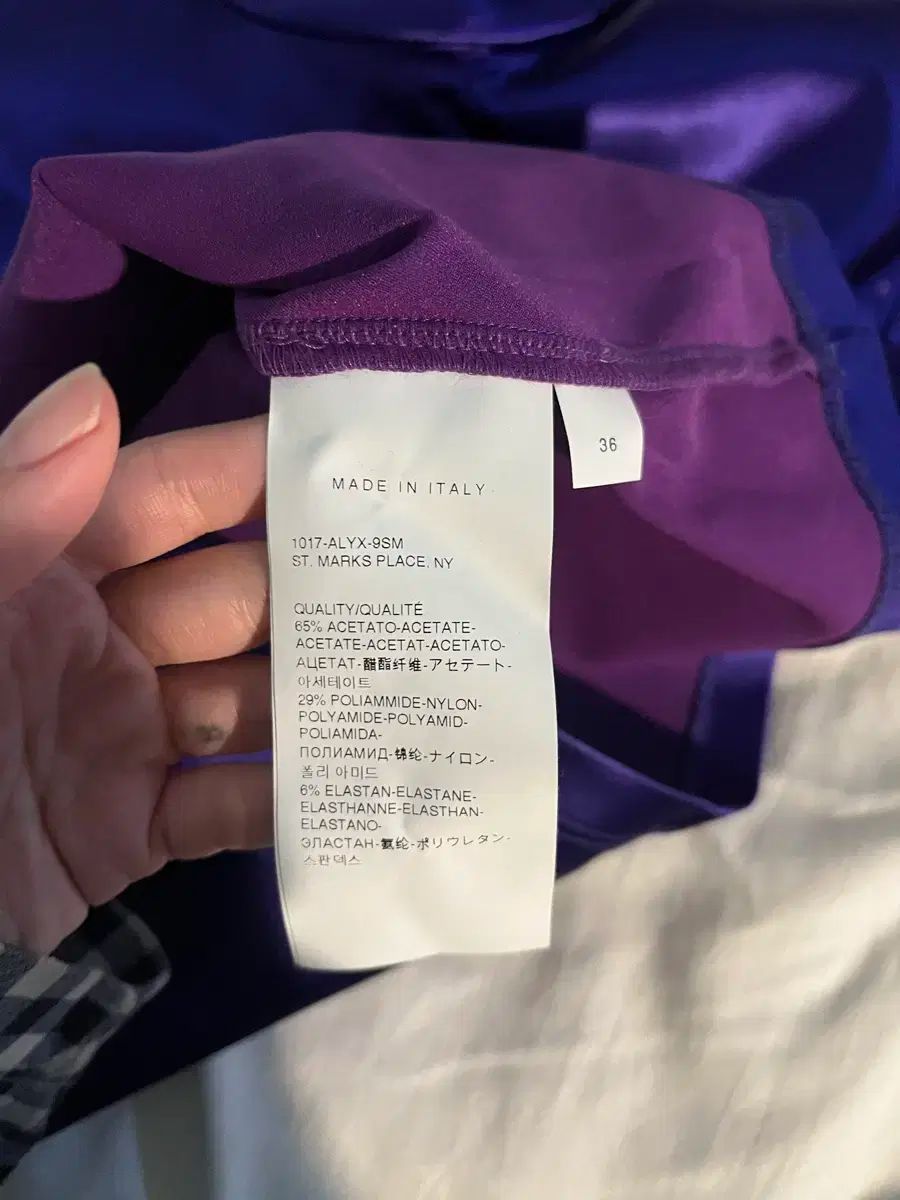 MADE IN ITALY
36
1017-ALYX-9SM
ST. MARKS PLACE, NY
QUALITY/QUALITÉ
65% ACETATO-ACETATE-
ACETATE-ACETAT-ACETATO-
АЦЕТАТ-醋酯纤维-アセテート-
아세테이트
29% POLIAMMIDE-NYLON-
POLYAMIDE-POLYAMID-
POLIAMIDA-
ПОЛИАМИД-锦纶-ナイロン-
폴리 아미드
6% ELASTAN-ELASTANE-
ELASTHANNE-ELASTHAN-
ELASTANO-
ЭЛАСТАН-氨纶-ポリウレタン-
스판덱스